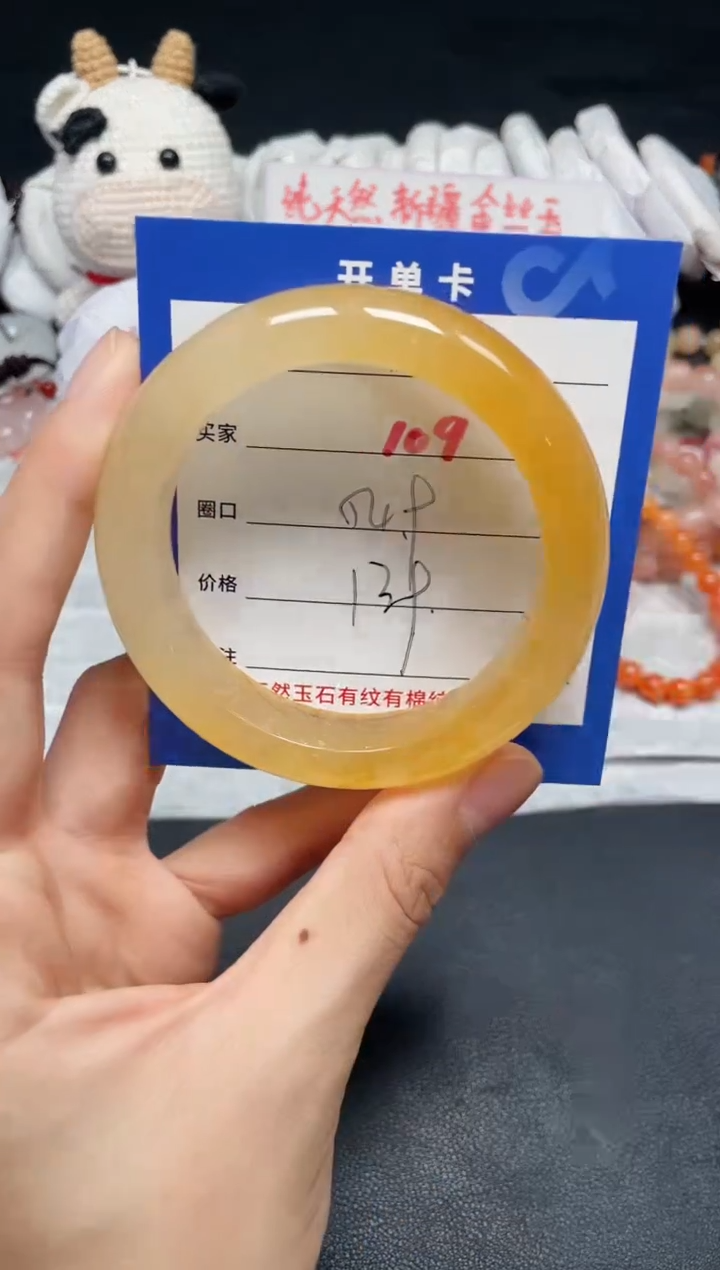 纯天然新疆金丝玉
开单卡
买家 109
圈口
价格
注
然玉石有纹有棉